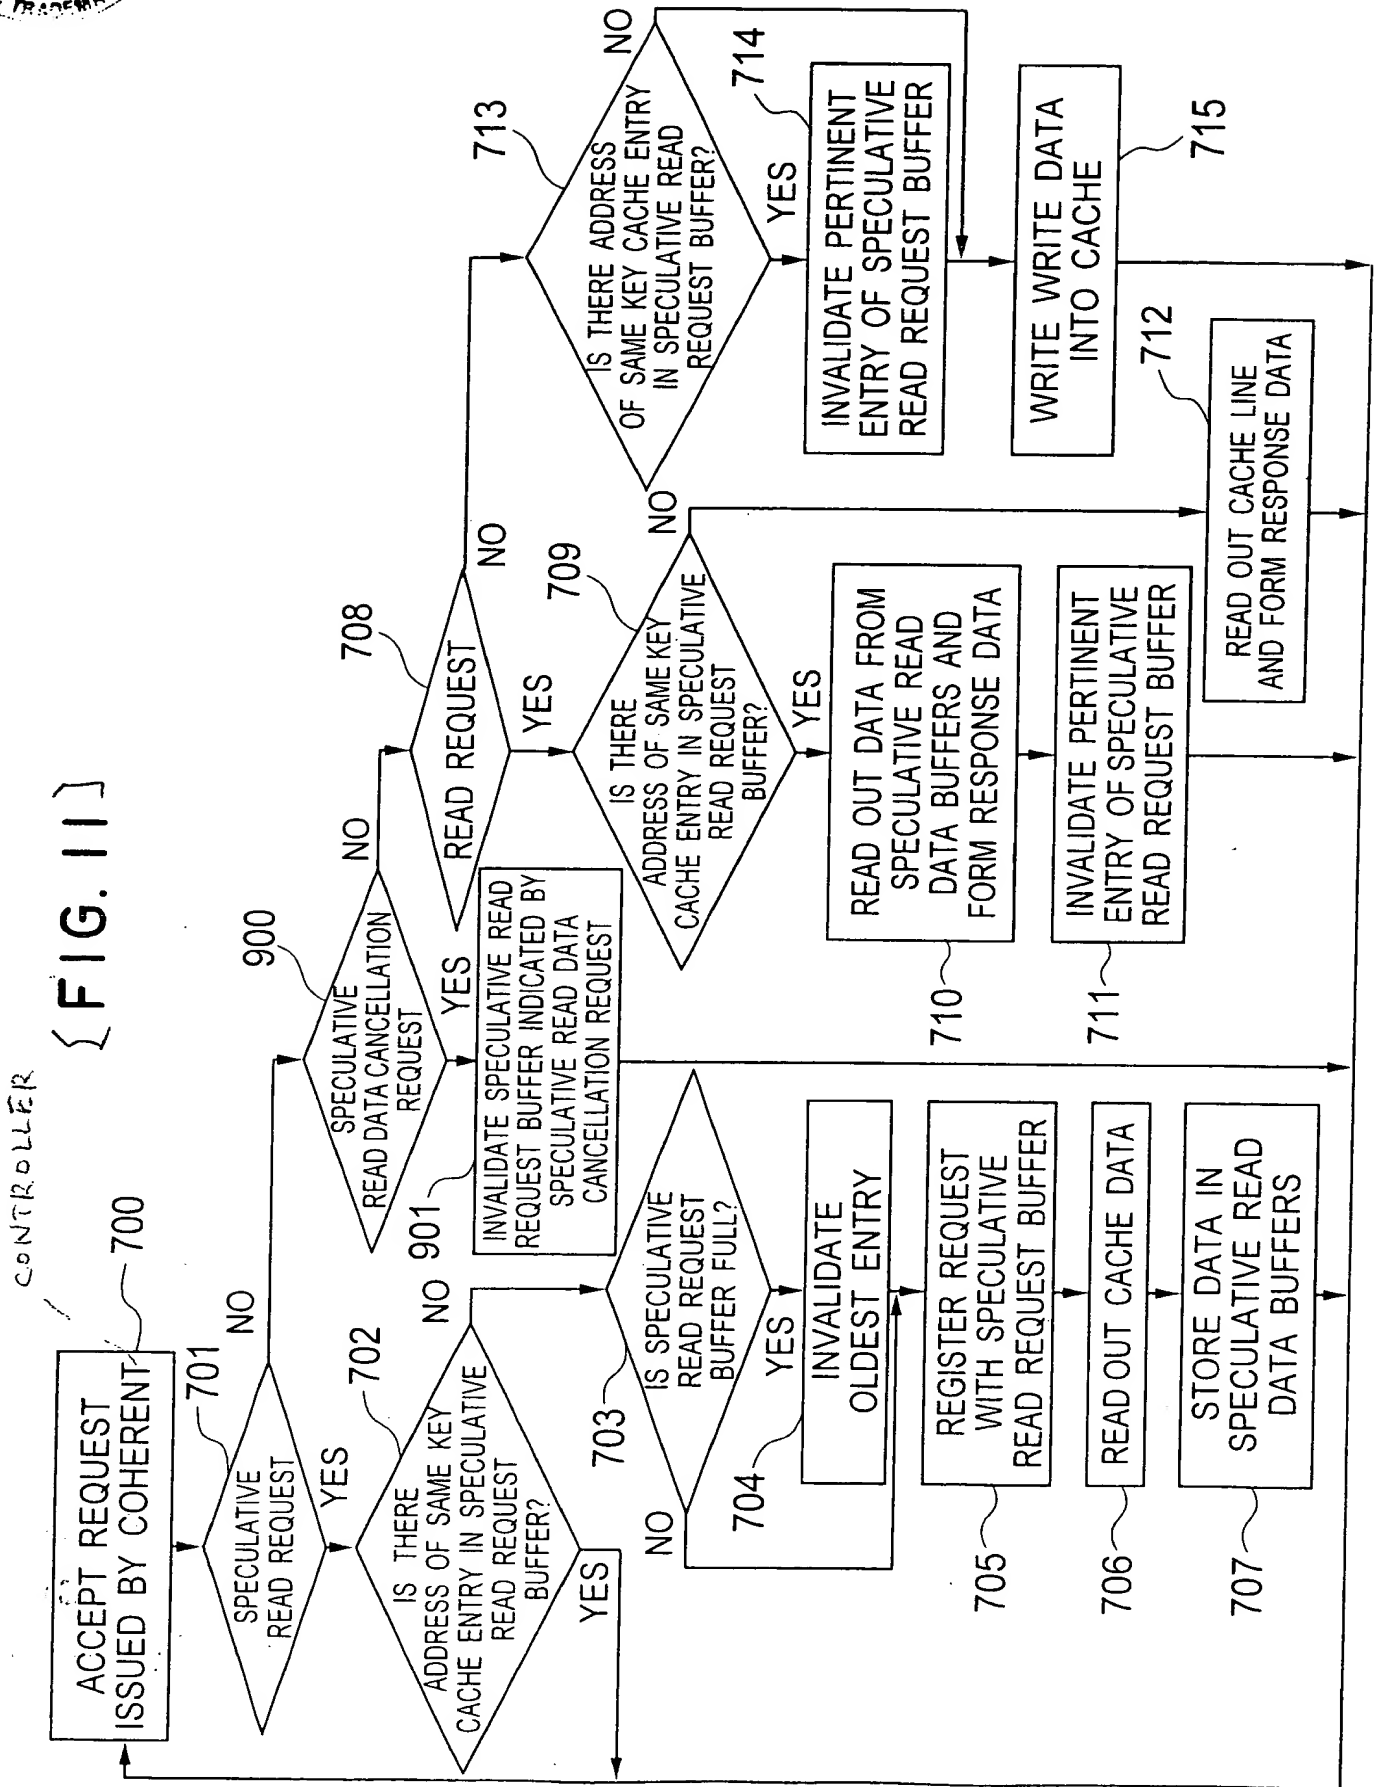 TRADEM
[FIG. 11]
CONTROLLER
700
ACCEPT REQUEST
ISSUED BY COHERENT
701
SPECULATIVE
READ REQUEST
NO
YES
702
IS THERE
ADDRESS OF SAME KEY
CACHE ENTRY IN SPECULATIVE
READ REQUEST
BUFFER?
NO
YES
703
IS SPECULATIVE
READ REQUEST
BUFFER FULL?
NO
YES
704
INVALIDATE
OLDEST ENTRY
705
REGISTER REQUEST
WITH SPECULATIVE
READ REQUEST BUFFER
706
READ OUT CACHE DATA
707
STORE DATA IN
SPECULATIVE READ
DATA BUFFERS
900
SPECULATIVE
READ DATA CANCELLATION
REQUEST
NO
YES
901
INVALIDATE SPECULATIVE READ
REQUEST BUFFER INDICATED BY
SPECULATIVE READ DATA
CANCELLATION REQUEST
708
READ REQUEST
NO
YES
709
IS THERE
ADDRESS OF SAME KEY
CACHE ENTRY IN SPECULATIVE
READ REQUEST
BUFFER?
NO
YES
710
READ OUT DATA FROM
SPECULATIVE READ
DATA BUFFERS AND
FORM RESPONSE DATA
711
INVALIDATE PERTINENT
ENTRY OF SPECULATIVE
READ REQUEST BUFFER
712
READ OUT CACHE LINE
AND FORM RESPONSE DATA
713
IS THERE ADDRESS
OF SAME KEY CACHE ENTRY
IN SPECULATIVE READ
REQUEST BUFFER?
NO
YES
714
INVALIDATE PERTINENT
ENTRY OF SPECULATIVE
READ REQUEST BUFFER
715
WRITE WRITE DATA
INTO CACHE